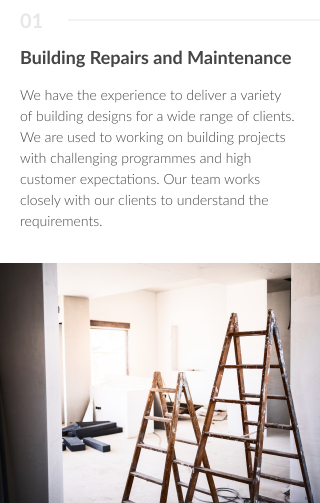 01
Building Repairs and Maintenance
We have the experience to deliver a variety
of building designs for a wide range of clients.
We are used to working on building projects
with challenging programmes and high
customer expectations. Our team works
closely with our clients to understand the
requirements.